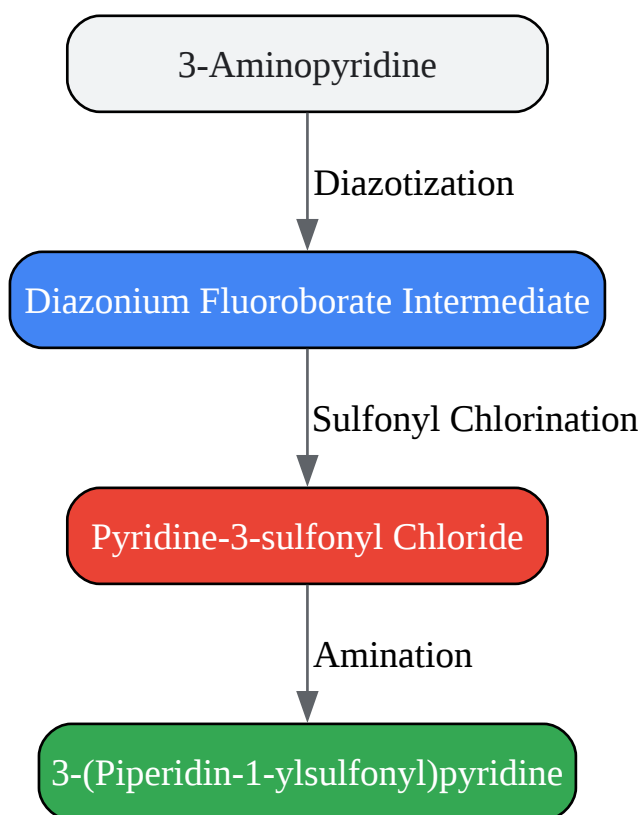 3-Aminopyridine
Diazotization
Diazonium Fluoroborate Intermediate
Sulfonyl Chlorination
Pyridine-3-sulfonyl Chloride
Amination
3-(Piperidin-1-ylsulfonyl)pyridine